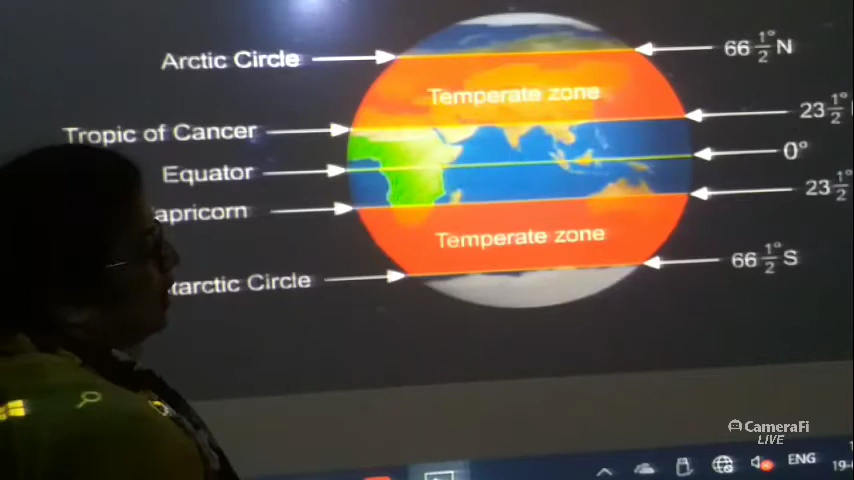 Arctic Circle
66 1/2° N
Temperate zone
23 1/2°
Tropic of Cancer
0°
Equator
23 1/2°
apricorn
Temperate zone
66 1/2° S
tarctic Circle
CameraFi
LIVE
ENG
19-